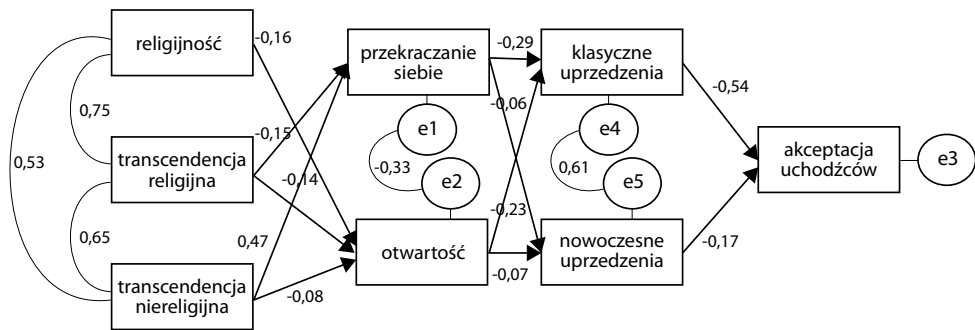 religijność
-0,16
przekraczanie
siebie
-0,29
klasyczne
uprzedzenia
-0,54
0,75
-0,15
e1
-0,06
e4
0,53
transcendencja
religijna
-0,14
-0,33
e2
0,61
e5
akceptacja
uchodźców
e3
0,65
0,47
-0,23
otwartość
nowoczesne
uprzedzenia
-0,17
-0,07
transcendencja
niereligijna
-0,08